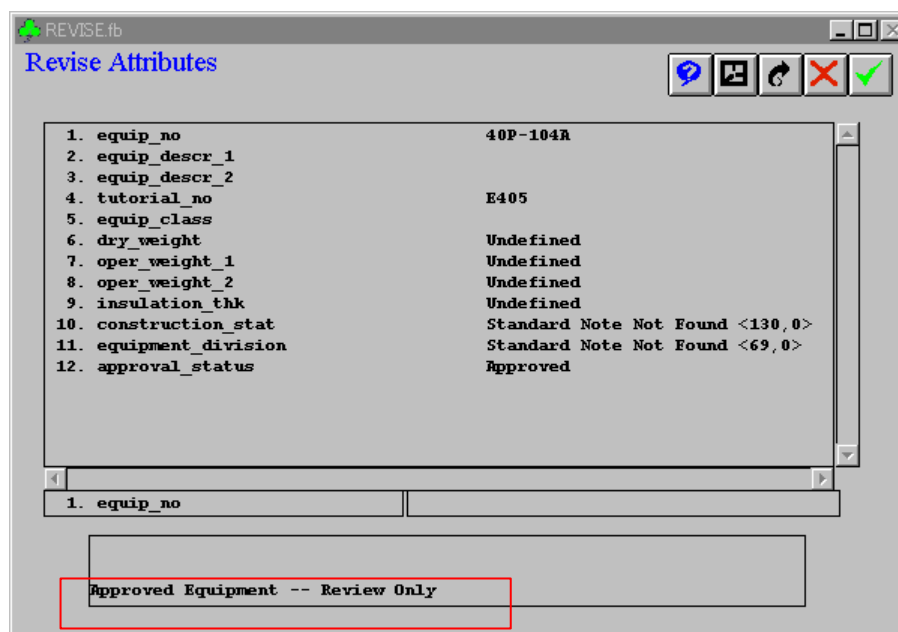 REVISE.fb
Revise Attributes
1. equip_no 40P-104A
2. equip_descr_1
3. equip_descr_2
4. tutorial_no E405
5. equip_class
6. dry_weight Undefined
7. oper_weight_1 Undefined
8. oper_weight_2 Undefined
9. insulation_thk Undefined
10. construction_stat Standard Note Not Found <130,0>
11. equipment_division Standard Note Not Found <69,0>
12. approval_status Approved
1. equip_no
Approved Equipment -- Review Only